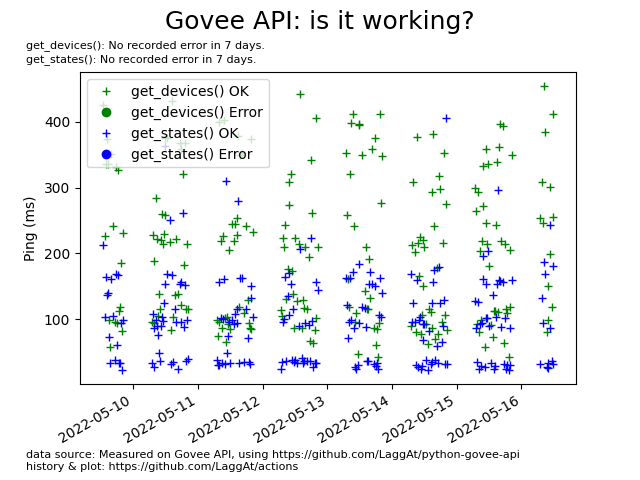 Govee API: is it working?
get_devices(): No recorded error in 7 days.
get_states(): No recorded error in 7 days.
get_devices() OK
get_devices() Error
get_states() OK
get_states() Error
Ping (ms)
400
300
200
100
2022-05-10
2022-05-11
2022-05-12
2022-05-13
2022-05-14
2022-05-15
2022-05-16
data source: Measured on Govee API, using https://github.com/LaggAt/python-govee-api
history & plot: https://github.com/LaggAt/actions